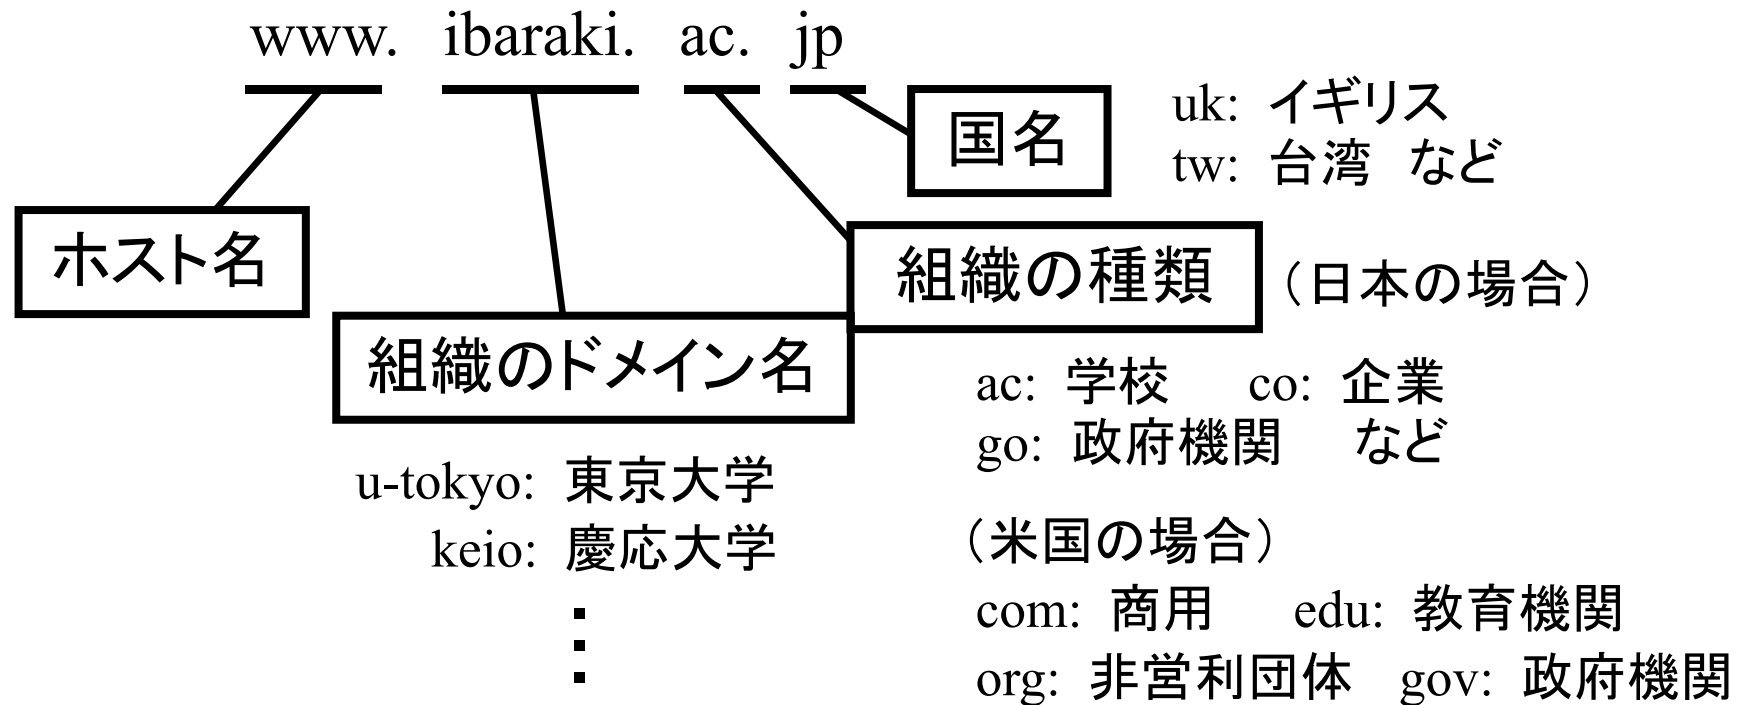 www. ibaraki. ac. jp
国名
uk: イギリス
tw: 台湾 など
ホスト名
組織の種類
（日本の場合）
組織のドメイン名
ac: 学校 co: 企業
go: 政府機関 など
u-tokyo: 東京大学
keio: 慶応大学
⋮
（米国の場合）
com: 商用 edu: 教育機関
org: 非営利団体 gov: 政府機関